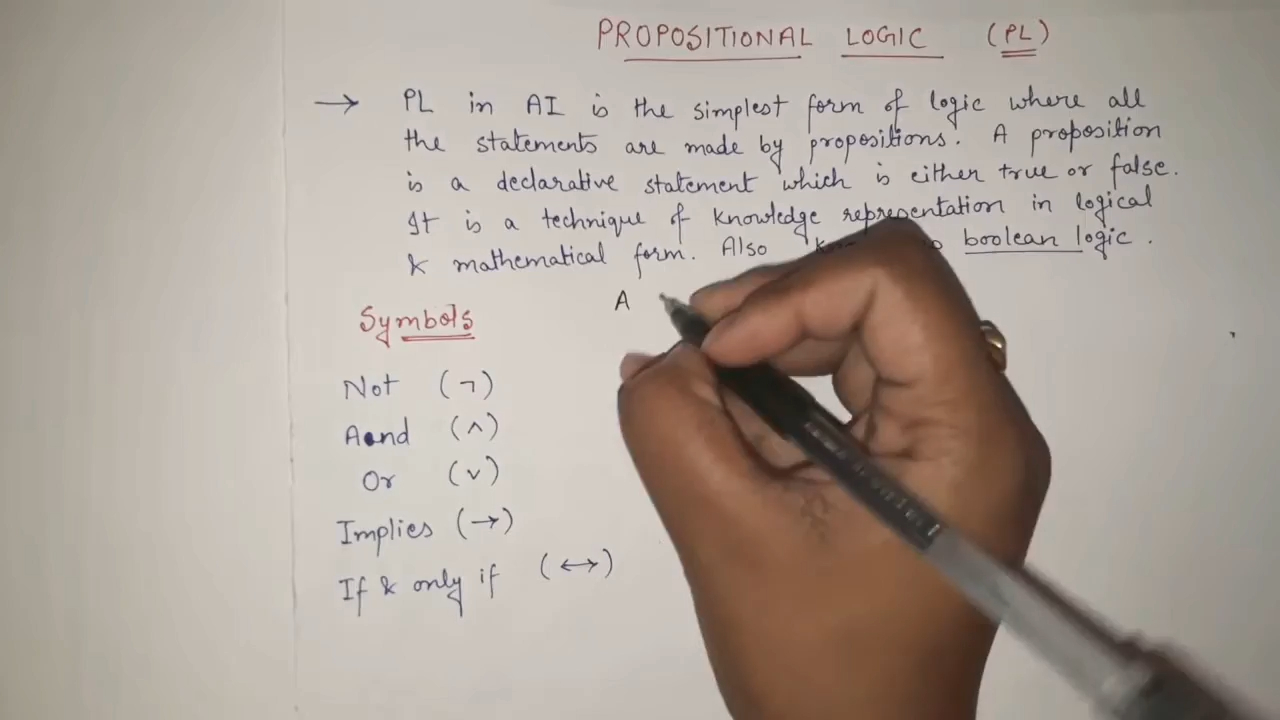 PROPOSITIONAL LOGIC (PL)
→ PL in AI is the simplest form of logic where all
the statements are made by propositions. A proposition
is a declarative statement which is either true or false.
It is a technique of knowledge representation in logical
& mathematical form. Also boolean logic.
A
Symbols
Not (¬)
And (∧)
Or (∨)
Implies (→)
If & only if (↔)